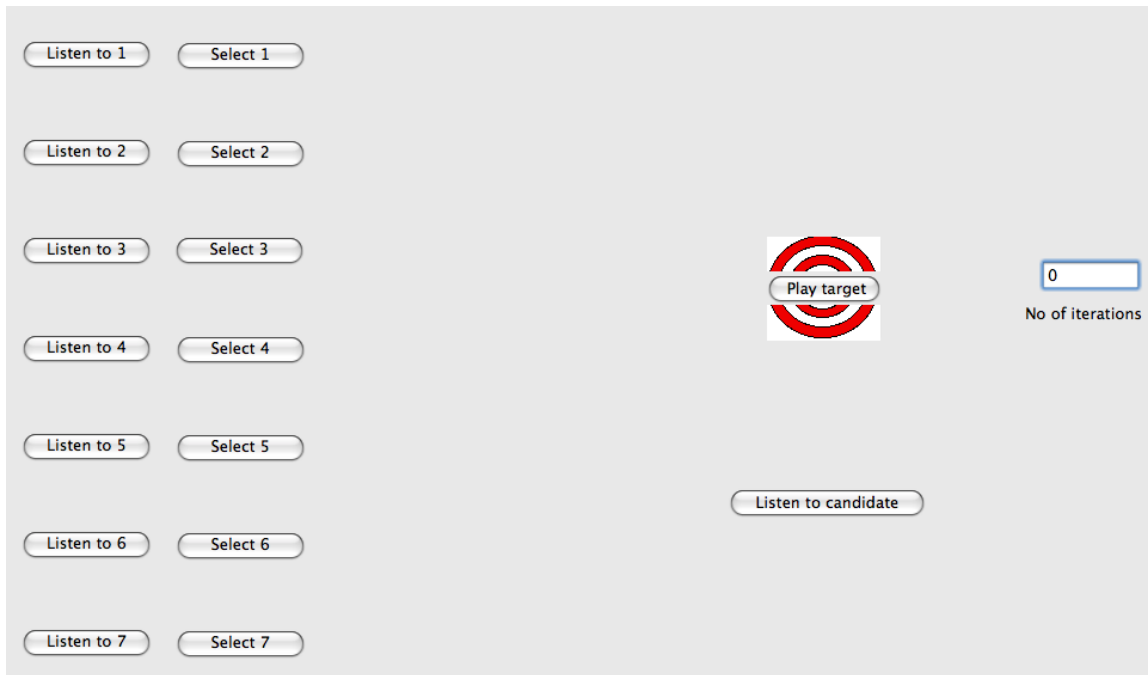 Listen to 1 Select 1
Listen to 2 Select 2
Listen to 3 Select 3
Play target
0
No of iterations
Listen to 4 Select 4
Listen to 5 Select 5
Listen to candidate
Listen to 6 Select 6
Listen to 7 Select 7